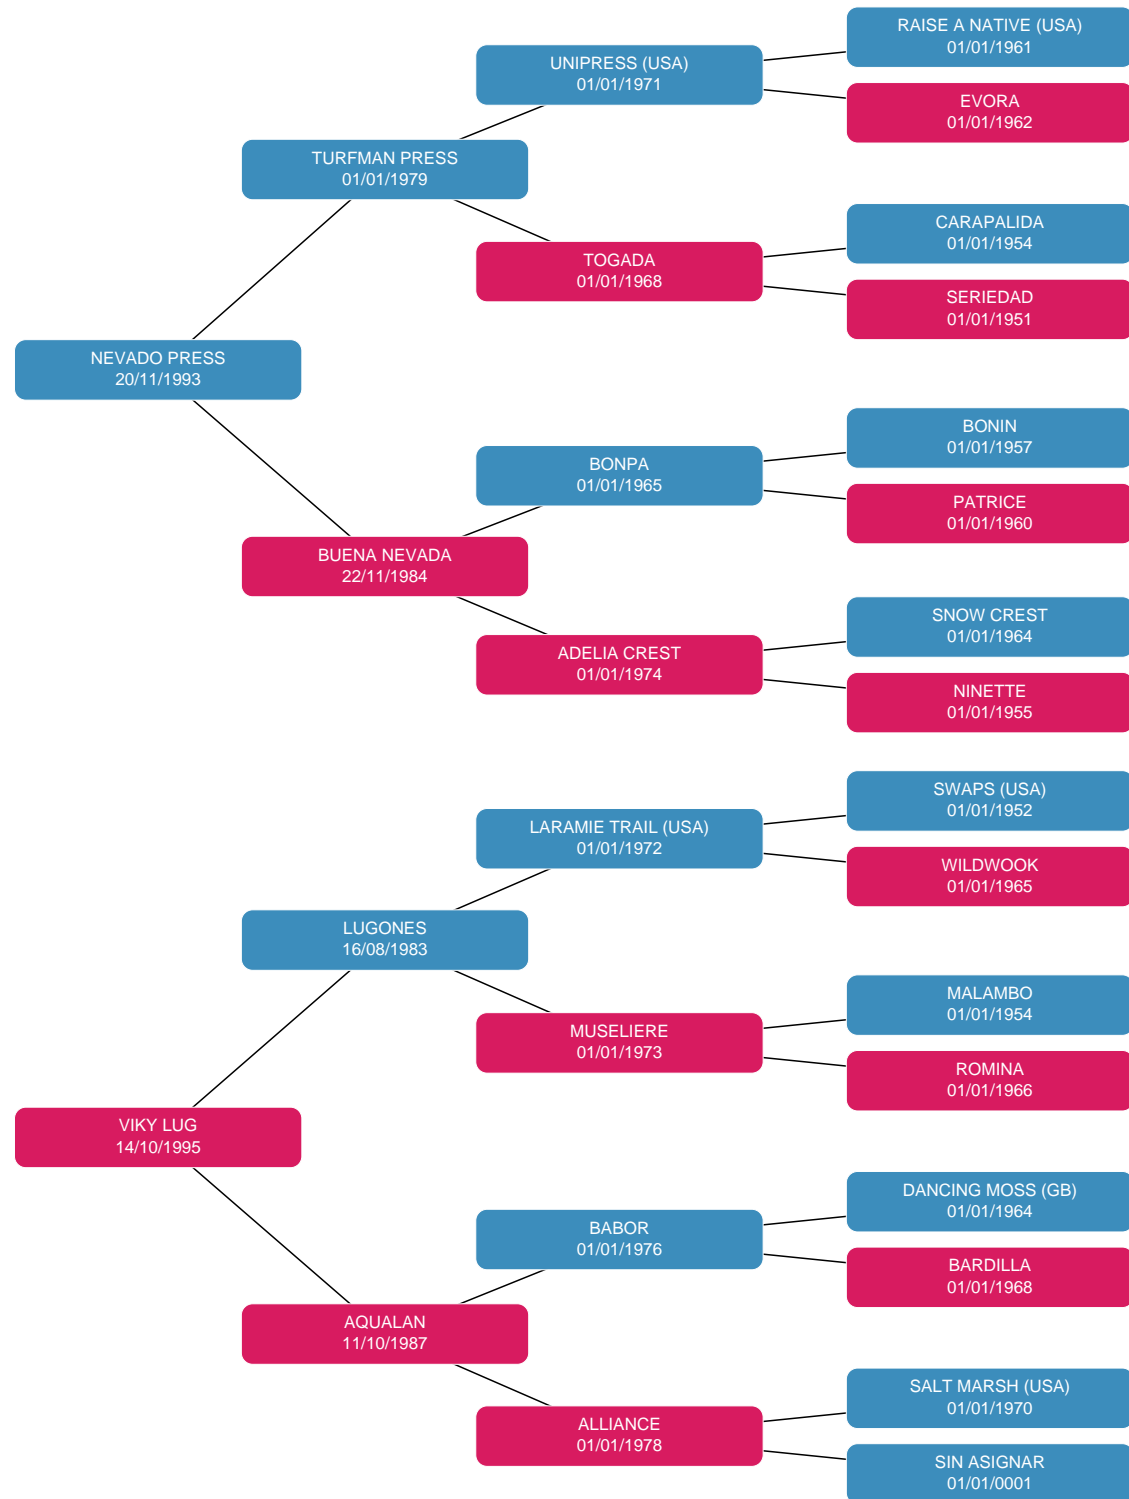 RAISE A NATIVE (USA)
01/01/1961
UNIPRESS (USA)
01/01/1971
EVORA
01/01/1962
TURFMAN PRESS
01/01/1979
CARAPALIDA
01/01/1954
TOGADA
01/01/1968
SERIEDAD
01/01/1951
NEVADO PRESS
20/11/1993
BONIN
01/01/1957
BONPA
01/01/1965
PATRICE
01/01/1960
BUENA NEVADA
22/11/1984
SNOW CREST
01/01/1964
ADELIA CREST
01/01/1974
NINETTE
01/01/1955
SWAPS (USA)
01/01/1952
LARAMIE TRAIL (USA)
01/01/1972
WILDWOOK
01/01/1965
LUGONES
16/08/1983
MALAMBO
01/01/1954
MUSELIERE
01/01/1973
ROMINA
01/01/1966
VIKY LUG
14/10/1995
DANCING MOSS (GB)
01/01/1964
BABOR
01/01/1976
BARDILLA
01/01/1968
AQUALAN
11/10/1987
SALT MARSH (USA)
01/01/1970
ALLIANCE
01/01/1978
SIN ASIGNAR
01/01/0001